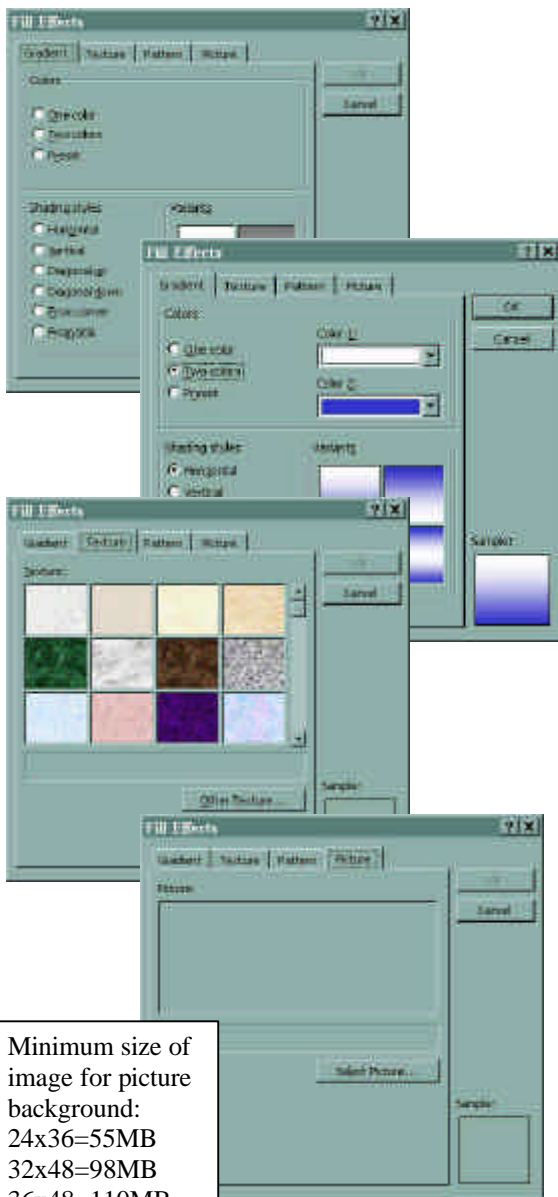 Fill Effects
Gradient Texture Pattern Picture
Colors
Cancel
One color
Two colors
Preset
Shading styles
Variants
Horizontal
Vertical
Diagonal up
Diagonal down
From corner
From title
Fill Effects
Gradient Texture Pattern Picture
OK
Cancel
Colors
Color 1:
One color
Two colors
Color 2:
Preset
Shading styles
Variants
Horizontal
Vertical
Sample:
Fill Effects
Gradient Texture Pattern Picture
Cancel
Texture:
Other Texture...
Sample:
Fill Effects
Gradient Texture Pattern Picture
Cancel
Picture:
Select Picture...
Sample:
Minimum size of
image for picture
background:
24x36=55MB
32x48=98MB
36x48=110MB